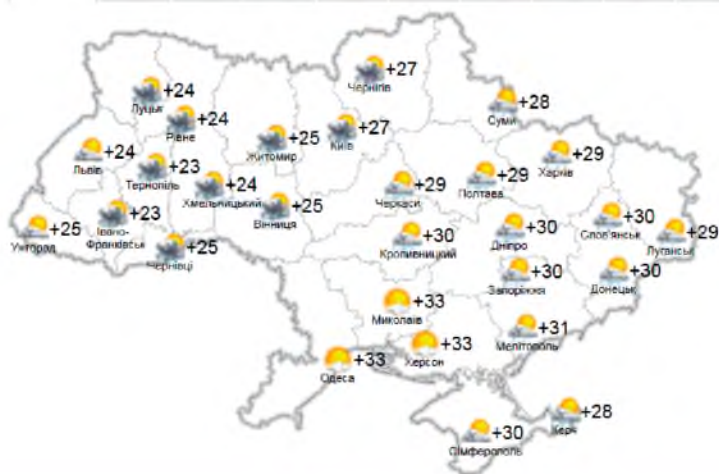 +27
Чернігів
+24
Луцьк
+28
Суми
+24
Рівне
+27
Київ
+25
Житомир
+24
Львів
+29
Харків
+23
Тернопіль
+29
Полтава
+24
Хмельницький
+29
Черкаси
+25
Вінниця
+23
Івано-
Франківськ
+30
Слов'янськ
+25
Ужгород
+30
Дніпро
+29
Луганськ
+30
Кропивницкий
+25
Чернівці
+30
Запоріжжя
+30
Донецьк
+33
Миколаїв
+31
Мелітополь
+33
Херсон
+33
Одеса
+28
Керч
+30
Сімферополь